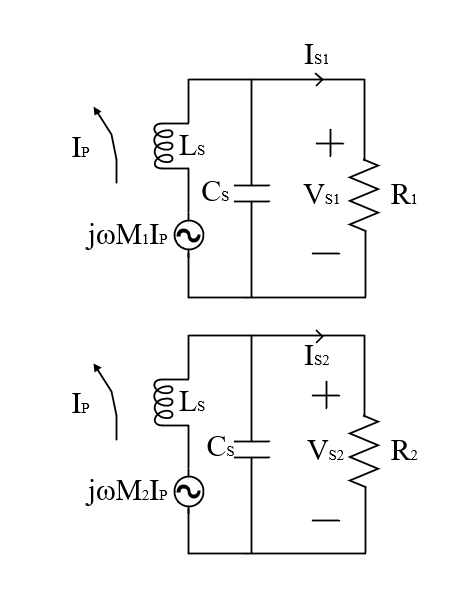 IS1
IP
LS
+
CS
VS1
R1
jωM1IP
−
IS2
IP
LS
+
CS
VS2
R2
jωM2IP
−